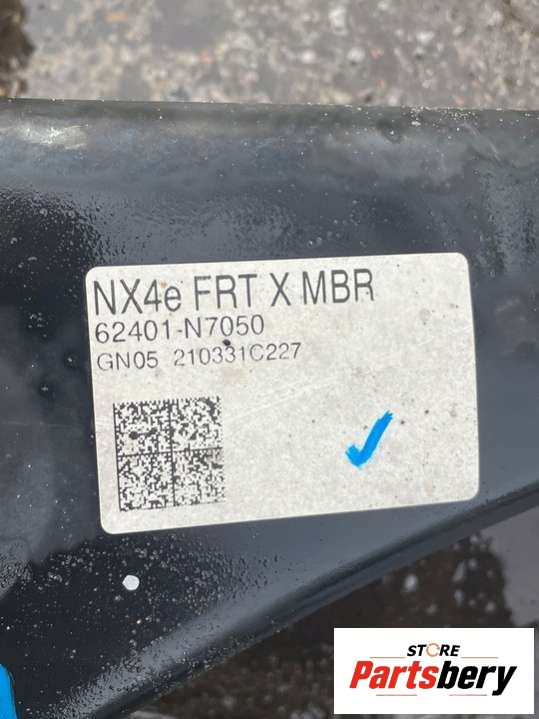 NX4e FRT X MBR
62401-N7050
GN05 210331C227
STORE
Partsbery